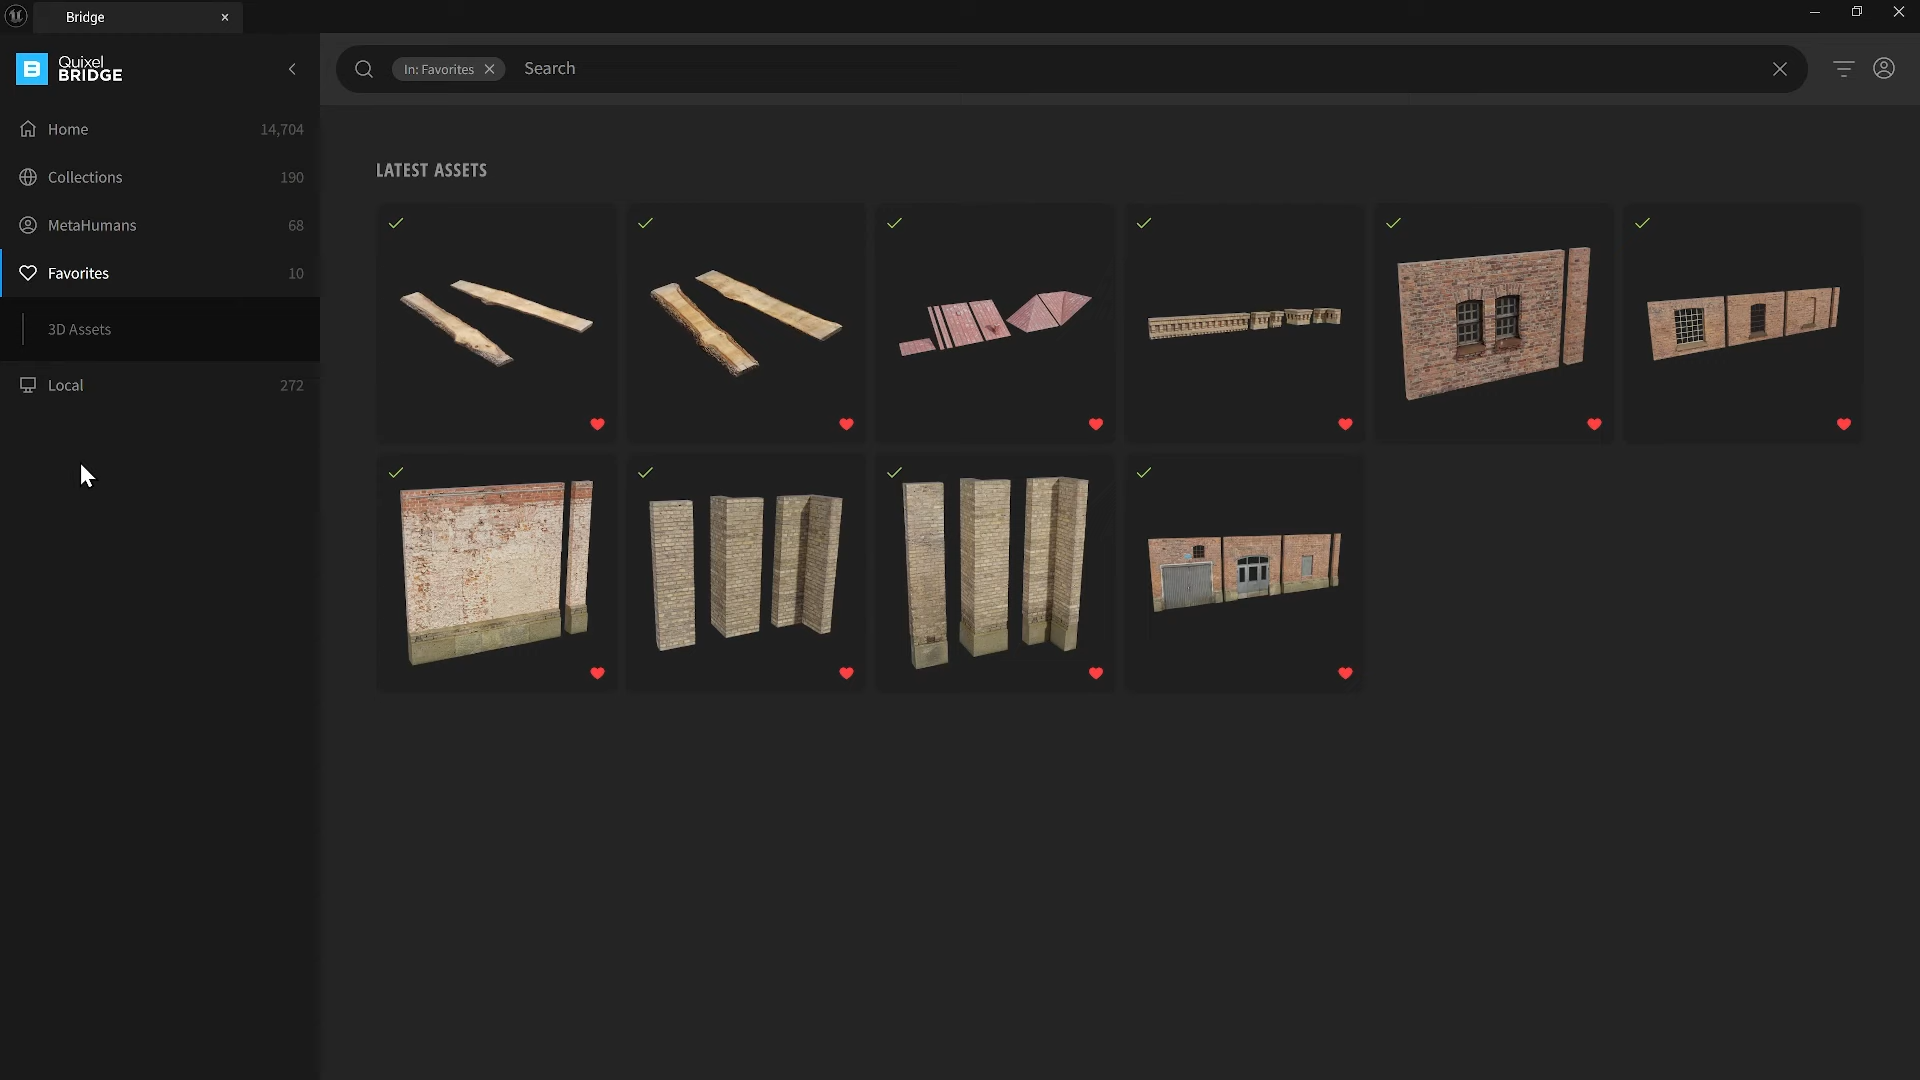 Bridge
Quixel
BRIDGE
In: Favorites
Search
Home 14,704
Collections 190
MetaHumans 68
Favorites 10
3D Assets
Local 272
LATEST ASSETS